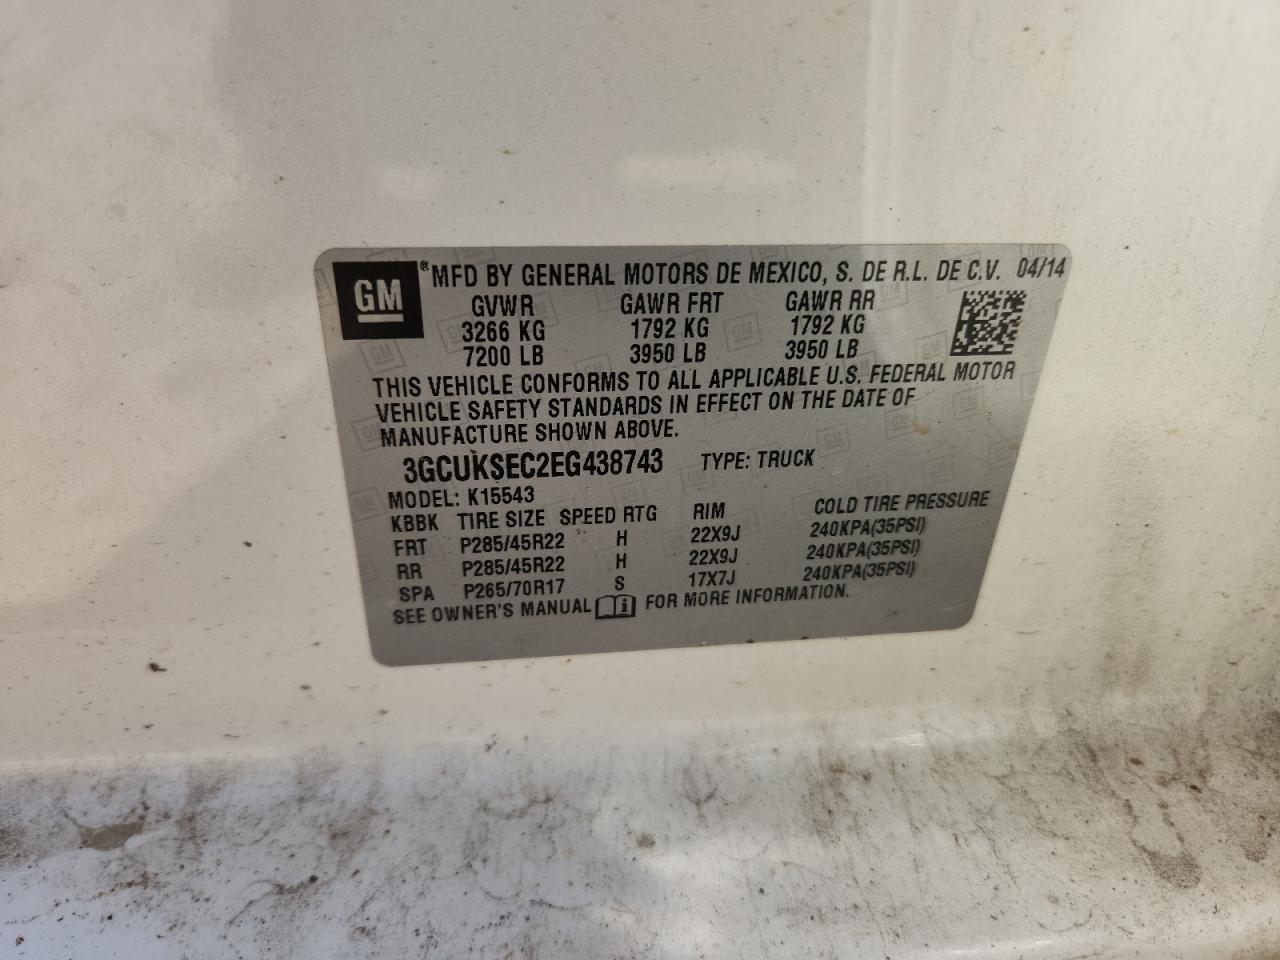 GM ® MFD BY GENERAL MOTORS DE MEXICO, S. DE R.L. DE C.V. 04/14
GVWR GAWR FRT GAWR RR
3266 KG 1792 KG 1792 KG
7200 LB 3950 LB 3950 LB
THIS VEHICLE CONFORMS TO ALL APPLICABLE U.S. FEDERAL MOTOR
VEHICLE SAFETY STANDARDS IN EFFECT ON THE DATE OF
MANUFACTURE SHOWN ABOVE.
3GCUKSEC2EG438743 TYPE: TRUCK
MODEL: K15543
KBBK TIRE SIZE SPEED RTG RIM COLD TIRE PRESSURE
FRT P285/45R22 H 22X9J 240KPA(35PSI)
RR P285/45R22 H 22X9J 240KPA(35PSI)
SPA P265/70R17 S 17X7J 240KPA(35PSI)
SEE OWNER'S MANUAL FOR MORE INFORMATION.